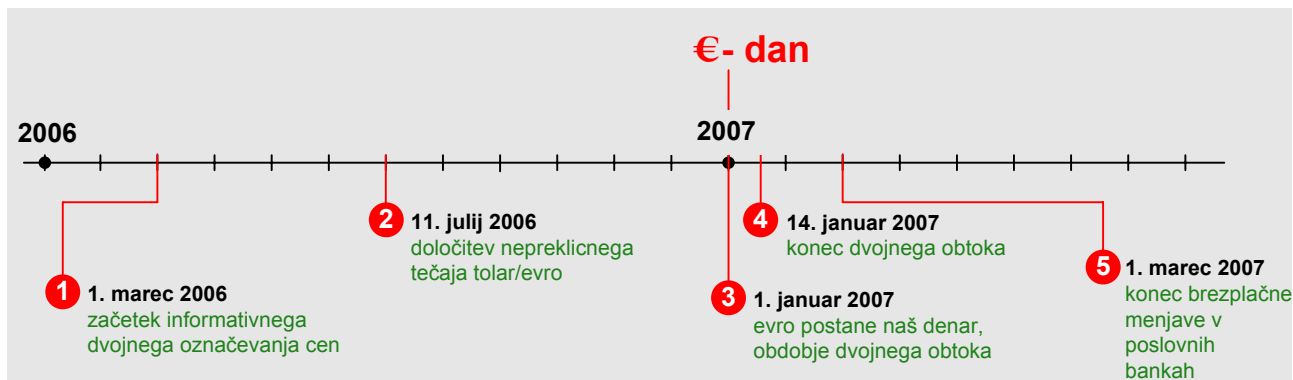 €- dan
2006
2007
1
1. marec 2006
začetek informativnega
dvojnega označevanja cen
2
11. julij 2006
določitev nepreklicnega
tečaja tolar/evro
3
1. januar 2007
evro postane naš denar,
obdobje dvojnega obtoka
4
14. januar 2007
konec dvojnega obtoka
5
1. marec 2007
konec brezplačne
menjave v
poslovnih
bankah